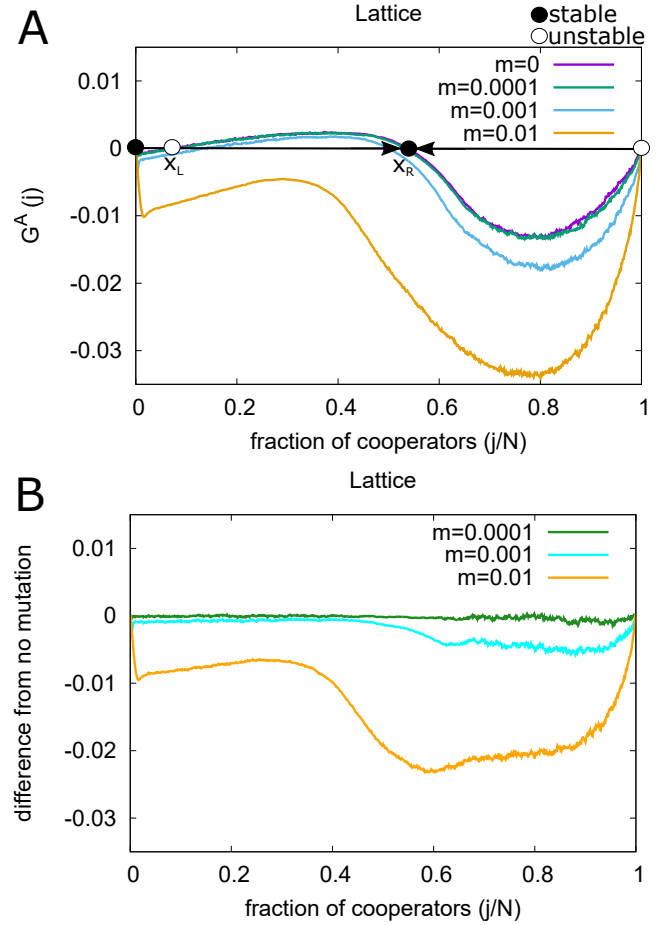 A
Lattice
stable
unstable
m=0
m=0.0001
m=0.001
m=0.01
0.01
0
-0.01
-0.02
-0.03
G^A (j)
x_L
x_R
0 0.2 0.4 0.6 0.8 1
fraction of cooperators (j/N)
B
Lattice
m=0.0001
m=0.001
m=0.01
0.01
0
-0.01
-0.02
-0.03
difference from no mutation
0 0.2 0.4 0.6 0.8 1
fraction of cooperators (j/N)